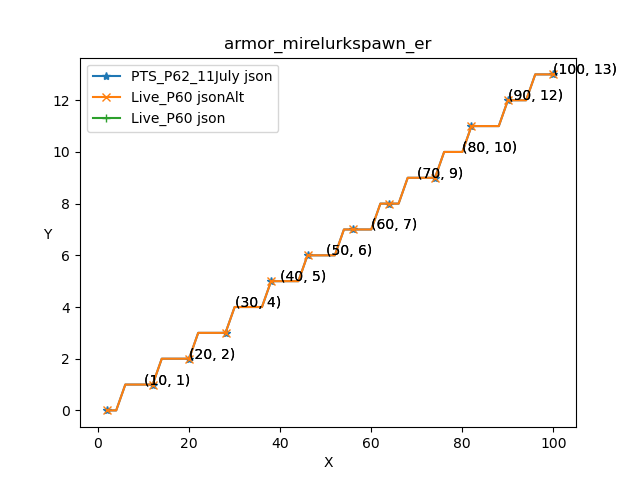 armor_mirelurkspawn_er
PTS_P62_11July json
Live_P60 jsonAlt
Live_P60 json
(100, 13)
(90, 12)
(80, 10)
(70, 9)
(60, 7)
(50, 6)
(40, 5)
(30, 4)
(20, 2)
(10, 1)
12
10
8
6
4
2
0
Y
0 20 40 60 80 100
X